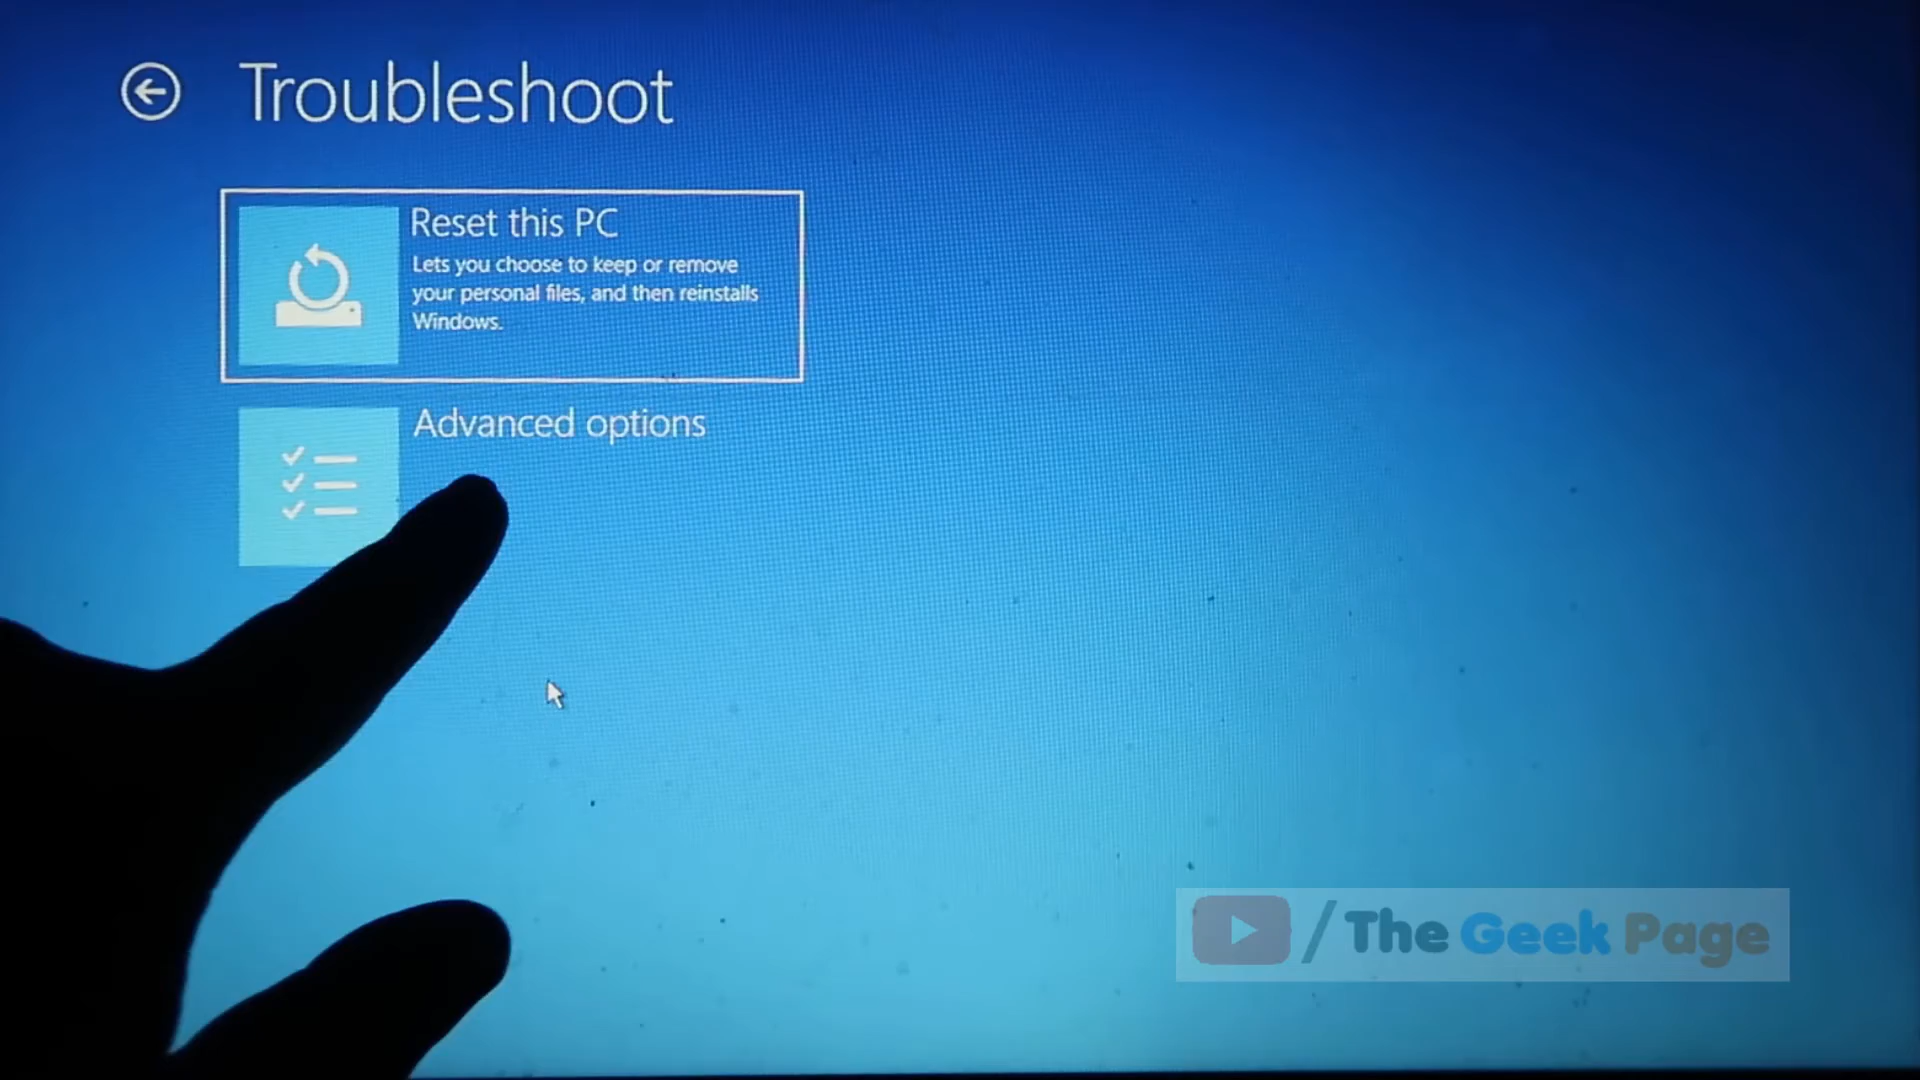 Troubleshoot
Reset this PC
Lets you choose to keep or remove
your personal files, and then reinstalls
Windows.
Advanced options
/The Geek Page